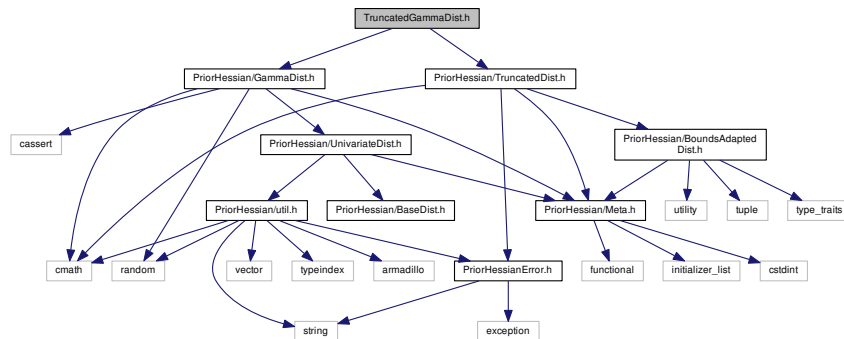 TruncatedGammaDist.h
PriorHessian/GammaDist.h
PriorHessian/TruncatedDist.h
cassert
PriorHessian/UnivariateDist.h
PriorHessian/BoundsAdapted
Dist.h
PriorHessian/util.h
PriorHessian/BaseDist.h
PriorHessian/Meta.h
utility
tuple
type_traits
cmath
random
vector
typeindex
armadillo
PriorHessianError.h
functional
initializer_list
cstdint
string
exception